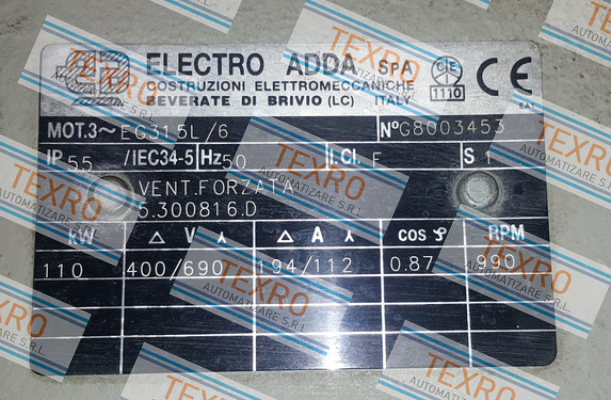 ELECTRO ADDA SPA
COSTRUZIONI ELETTROMECCANICHE
BEVERATE DI BRIVIO (LC) ITALY
CIE
1110
CE
MOT.3~ EG315L/6 N°G8003453
IP 55 /IEC34-5 Hz 50 I.Cl. F S 1
VENT.FORZATA
5.300816.D
kW Δ V Y Δ A Y cos φ RPM
110 400/690 194/112 0.87 990
TEXRO
AUTOMATIZARE S.R.L.